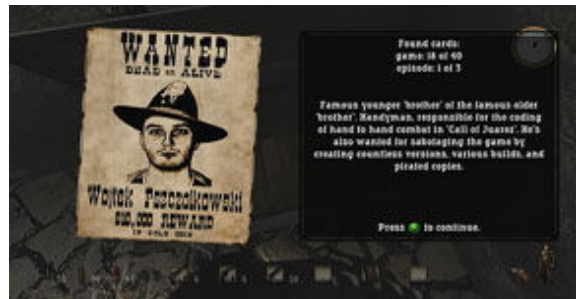 WANTED
DEAD or ALIVE
Wojtek Pszczolkowski
$10,000 REWARD
IN GOLD COIN
Found cards:
game: 18 of 40
episode: 1 of 3
Famous younger 'brother' of the famous older
'brother'. Handyman, responsible for the coding
of hand to hand combat in 'Call of Juarez'. He's
also wanted for sabotaging the game by
creating countless versions, various builds, and
pirated copies.
Press to continue.